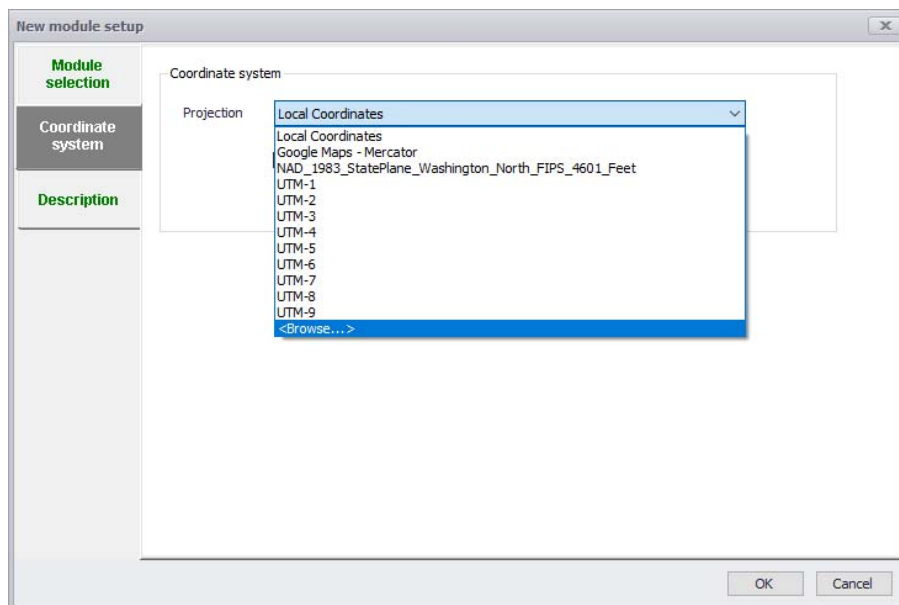 New module setup
Module
selection
Coordinate
system
Description
Coordinate system
Projection
Local Coordinates
Local Coordinates
Google Maps - Mercator
NAD_1983_StatePlane_Washington_North_FIPS_4601_Feet
UTM-1
UTM-2
UTM-3
UTM-4
UTM-5
UTM-6
UTM-7
UTM-8
UTM-9
<Browse...>
OK
Cancel